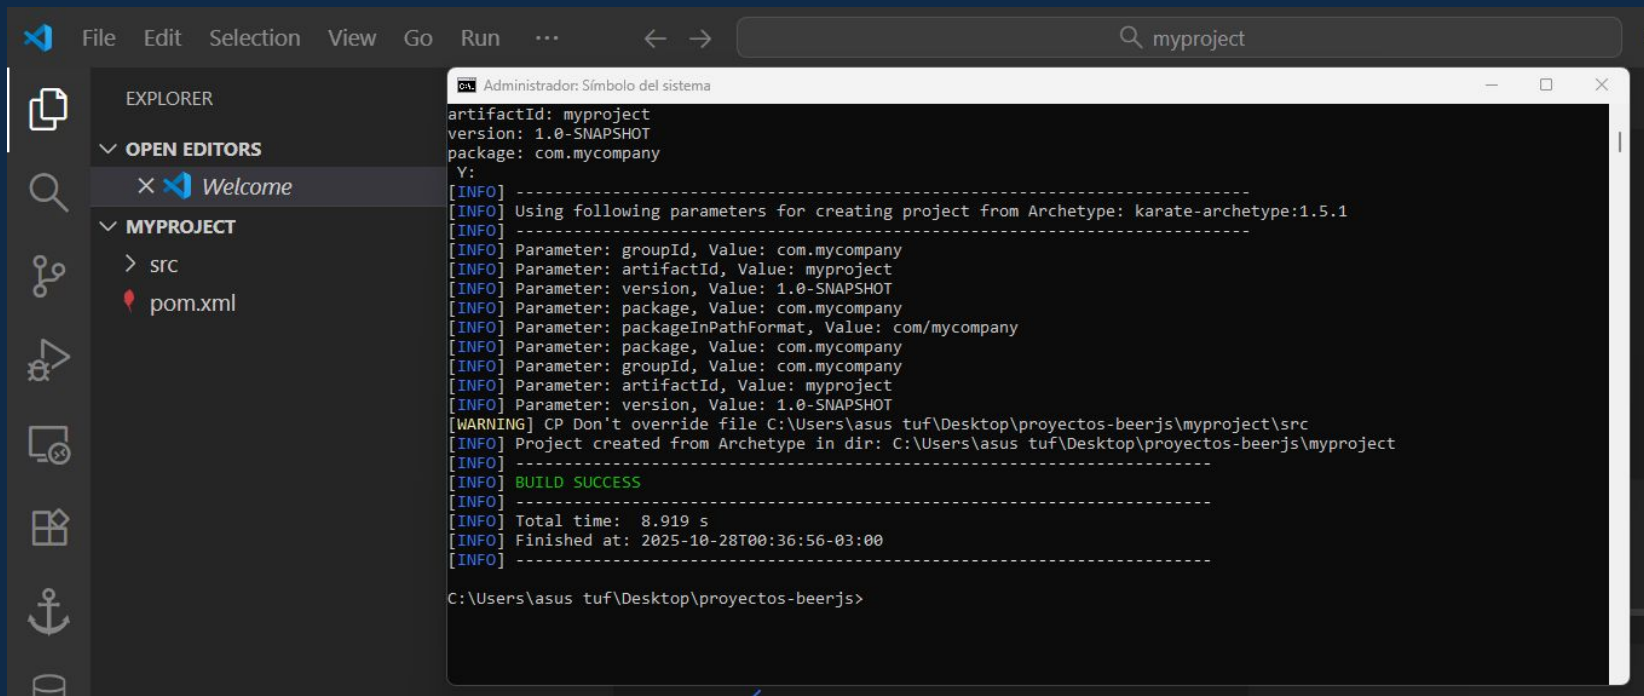 File Edit Selection View Go Run ··· myproject
EXPLORER
OPEN EDITORS
Welcome
MYPROJECT
src
pom.xml
Administrador: Símbolo del sistema
artifactId: myproject
version: 1.0-SNAPSHOT
package: com.mycompany
Y:
[INFO] ----------------------------------------------------------------------------
[INFO] Using following parameters for creating project from Archetype: karate-archetype:1.5.1
[INFO] ----------------------------------------------------------------------------
[INFO] Parameter: groupId, Value: com.mycompany
[INFO] Parameter: artifactId, Value: myproject
[INFO] Parameter: version, Value: 1.0-SNAPSHOT
[INFO] Parameter: package, Value: com.mycompany
[INFO] Parameter: packageInPathFormat, Value: com/mycompany
[INFO] Parameter: package, Value: com.mycompany
[INFO] Parameter: groupId, Value: com.mycompany
[INFO] Parameter: artifactId, Value: myproject
[INFO] Parameter: version, Value: 1.0-SNAPSHOT
[WARNING] CP Don't override file C:\Users\asus tuf\Desktop\proyectos-beerjs\myproject\src
[INFO] Project created from Archetype in dir: C:\Users\asus tuf\Desktop\proyectos-beerjs\myproject
[INFO] ------------------------------------------------------------------------
[INFO] BUILD SUCCESS
[INFO] ------------------------------------------------------------------------
[INFO] Total time:  8.919 s
[INFO] Finished at: 2025-10-28T00:36:56-03:00
[INFO] ------------------------------------------------------------------------
C:\Users\asus tuf\Desktop\proyectos-beerjs>